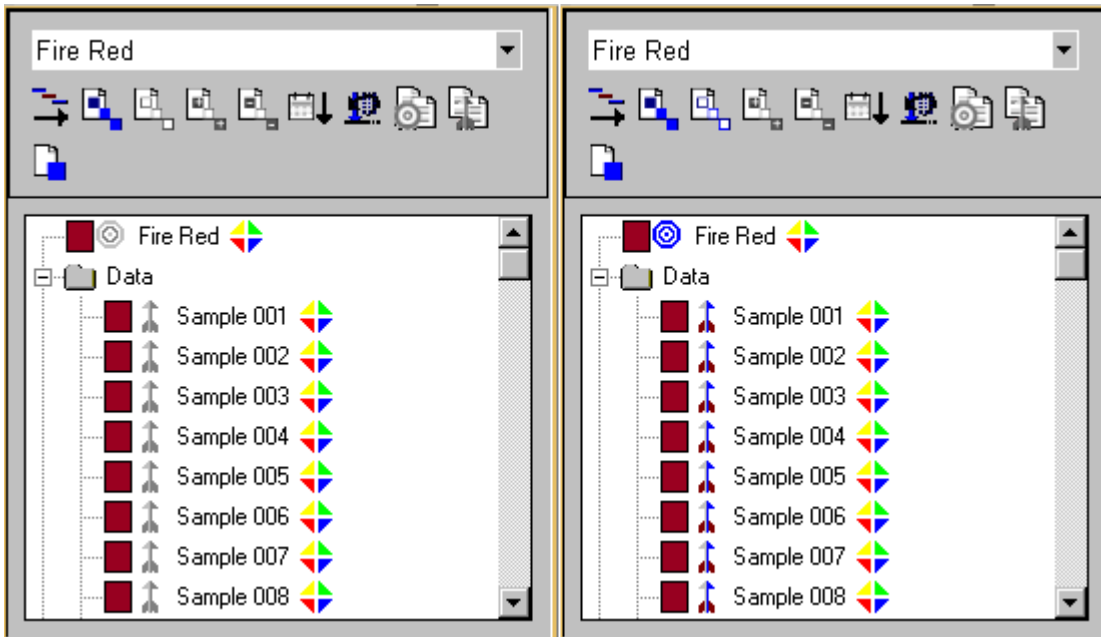 Fire Red
Fire Red
Data
Sample 001
Sample 002
Sample 003
Sample 004
Sample 005
Sample 006
Sample 007
Sample 008
Fire Red
Fire Red
Data
Sample 001
Sample 002
Sample 003
Sample 004
Sample 005
Sample 006
Sample 007
Sample 008